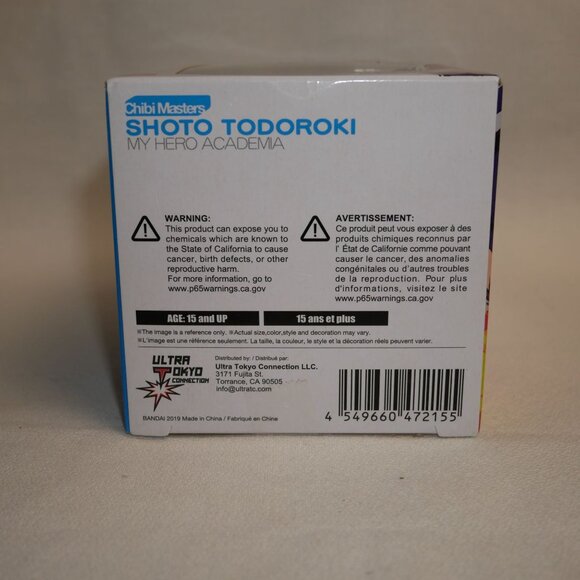 Chibi Masters
SHOTO TODOROKI
MY HERO ACADEMIA
WARNING:
This product can expose you to
chemicals which are known to
the State of California to cause
cancer, birth defects, or other
reproductive harm.
For more information, go to
www.p65warnings.ca.gov
AVERTISSEMENT:
Ce produit peut vous exposer à des
produits chimiques reconnus par
l' État de Californie comme pouvant
causer le cancer, des anomalies
congénitales ou d'autres troubles
de la reproduction. Pour plus
d'informations, visitez le site
www.p65warnings.ca.gov
AGE: 15 and UP
15 ans et plus
※The image is a reference only. ※Actual size,color,style and decoration may vary.
※L'image est une référence seulement. La taille, la couleur, le style et la décoration réels peuvent varier.
ULTRA
TOKYO
CONNECTION
Distributed by: / Distribué par:
Ultra Tokyo Connection LLC.
3171 Fujita St.
Torrance, CA 90505
info@ultratc.com
BANDAI 2019 Made in China / Fabriqué en Chine
4 549660 472155